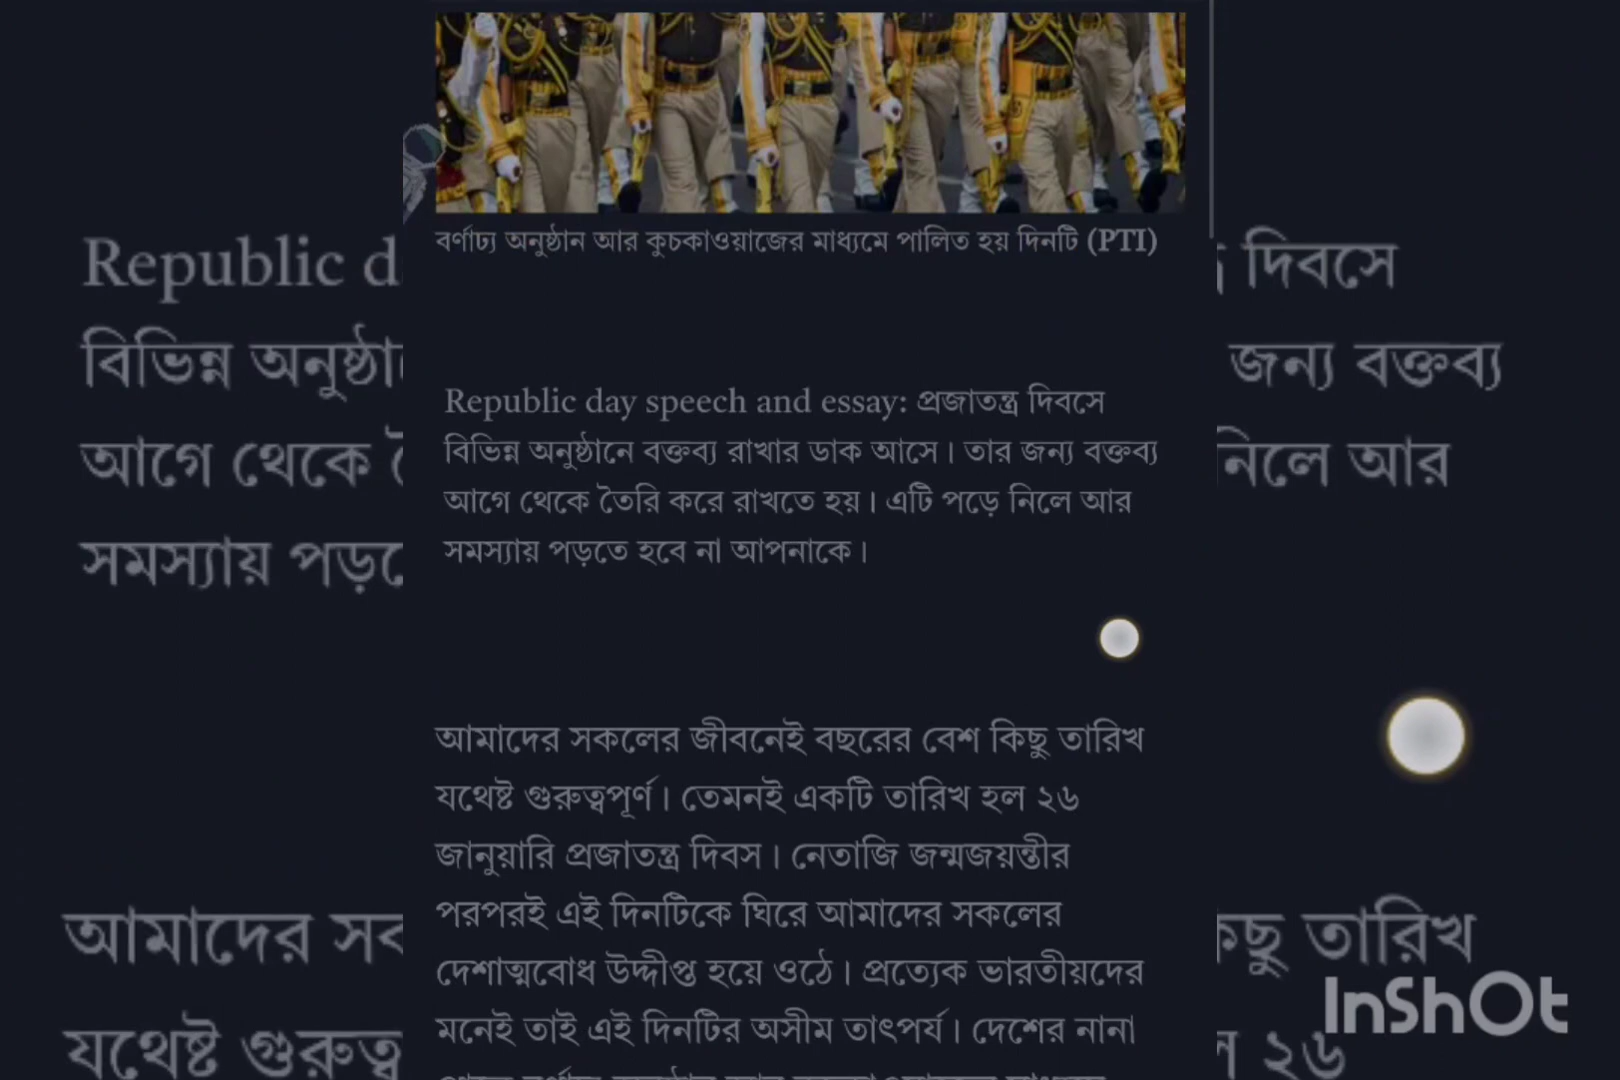 বর্ণাঢ্য অনুষ্ঠান আর কুচকাওয়াজের মাধ্যমে পালিত হয় দিনটি (PTI)
Republic day speech and essay: প্রজাতন্ত্র দিবসে
বিভিন্ন অনুষ্ঠানে বক্তব্য রাখার ডাক আসে। তার জন্য বক্তব্য
আগে থেকে তৈরি করে রাখতে হয়। এটি পড়ে নিলে আর
সমস্যায় পড়তে হবে না আপনাকে।
আমাদের সকলের জীবনেই বছরের বেশ কিছু তারিখ
যথেষ্ট গুরুত্বপূর্ণ। তেমনই একটি তারিখ হল ২৬
জানুয়ারি প্রজাতন্ত্র দিবস। নেতাজি জন্মজয়ন্তীর
পরপরই এই দিনটিকে ঘিরে আমাদের সকলের
দেশাত্মবোধ উদ্দীপ্ত হয়ে ওঠে। প্রত্যেক ভারতীয়দের
মনেই তাই এই দিনটির অসীম তাৎপর্য। দেশের নানা
InShOt